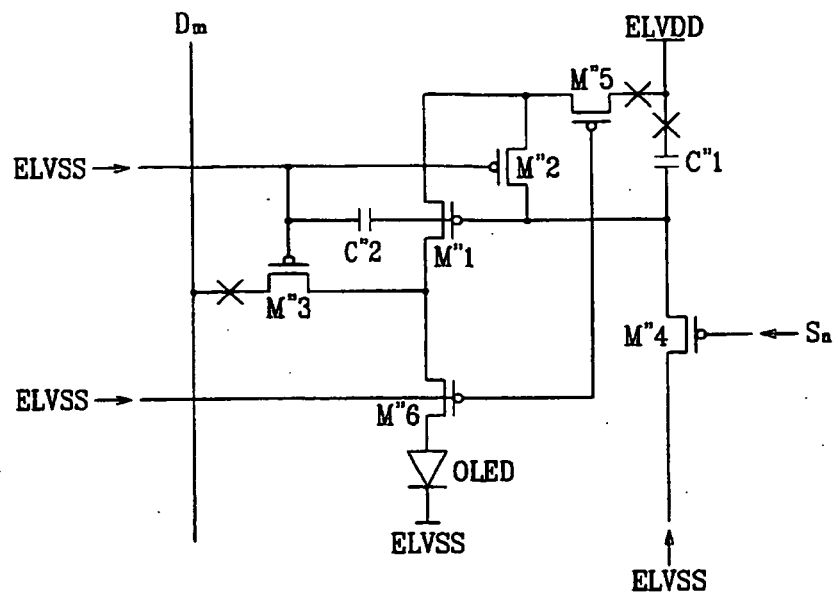 Dm
ELVDD
M"5
ELVSS
M"2
C"1
C"2
M"1
M"3
M"4
Sn
ELVSS
M"6
OLED
ELVSS
ELVSS